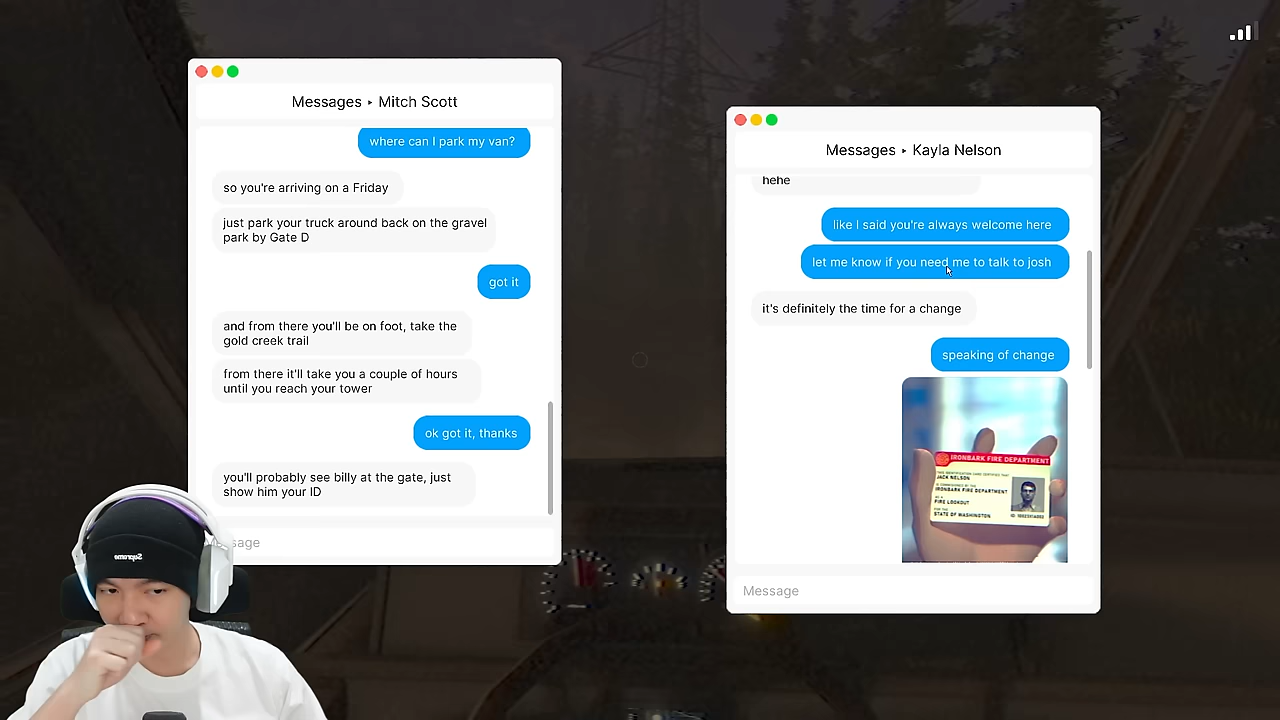 Messages ▸ Mitch Scott
where can I park my van?
so you're arriving on a Friday
just park your truck around back on the gravel
park by Gate D
got it
and from there you'll be on foot, take the
gold creek trail
from there it'll take you a couple of hours
until you reach your tower
ok got it, thanks
you'll probably see billy at the gate, just
show him your ID
Messages ▸ Kayla Nelson
hehe
like I said you're always welcome here
let me know if you need me to talk to josh
it's definitely the time for a change
speaking of change
IRONBARK FIRE DEPARTMENT
JACK NELSON
IRONBARK FIRE DEPARTMENT
FIRE LOOKOUT
STATE OF WASHINGTON
Message
Supreme